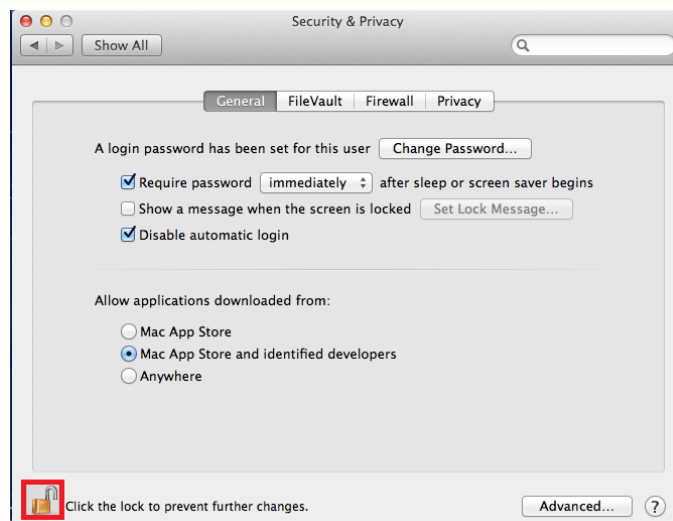 Security & Privacy
Show All
General FileVault Firewall Privacy
A login password has been set for this user Change Password...
Require password immediately after sleep or screen saver begins
Show a message when the screen is locked Set Lock Message...
Disable automatic login
Allow applications downloaded from:
Mac App Store
Mac App Store and identified developers
Anywhere
Click the lock to prevent further changes. Advanced... ?